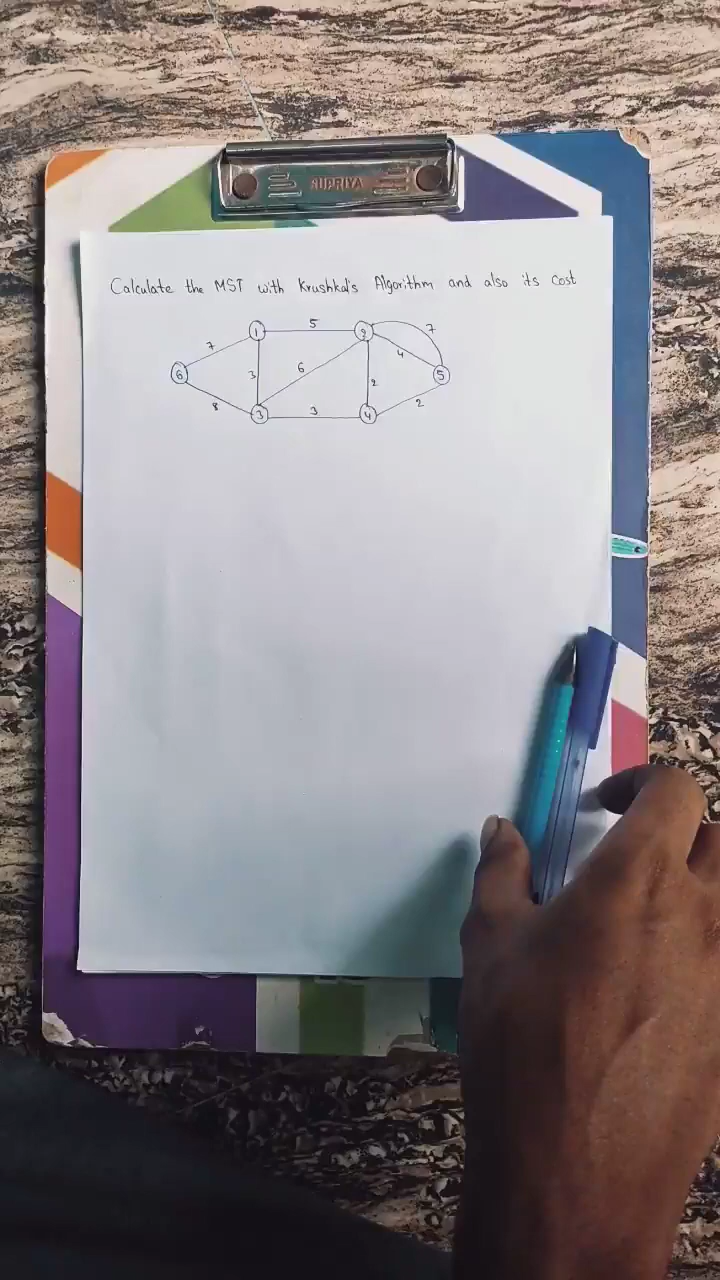 SUPRIYA
Calculate the MST with Krushkal's Algorithm and also its cost
1 5 2 7
7 4
6 3 6 2 5
8 3 3 4 2